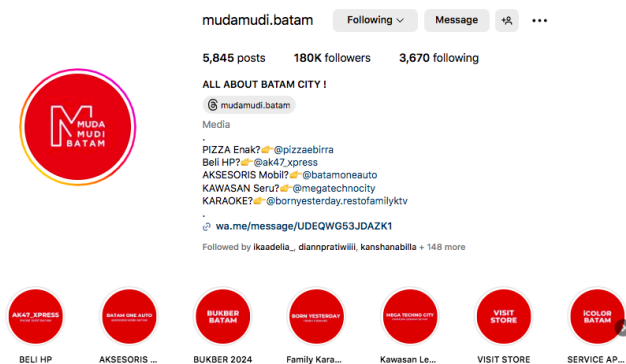 mudamudi.batam
Following
Message
5,845 posts
180K followers
3,670 following
ALL ABOUT BATAM CITY !
mudamudi.batam
Media
.
PIZZA Enak?👉@pizzaebirra
Beli HP?👉@ak47_xpress
AKSESORIS Mobil?👉@batamoneauto
KAWASAN Seru?👉@megatechnocity
KARAOKE?👉@bornyesterday.restofamilyktv
.
wa.me/message/UDEQWG53JDAZK1
Followed by ikaadelia_, diannpratiwiii, kanshanabilla + 148 more
MUDA
MUDI
BATAM
AK47_XPRESS
BATAM ONE AUTO
BUKBER
BATAM
BORN YESTERDAY
MEGA TECHNO CITY
VISIT
STORE
iCOLOR
BATAM
BELI HP
AKSESORIS ...
BUKBER 2024
Family Kara...
Kawasan Le...
VISIT STORE
SERVICE AP...